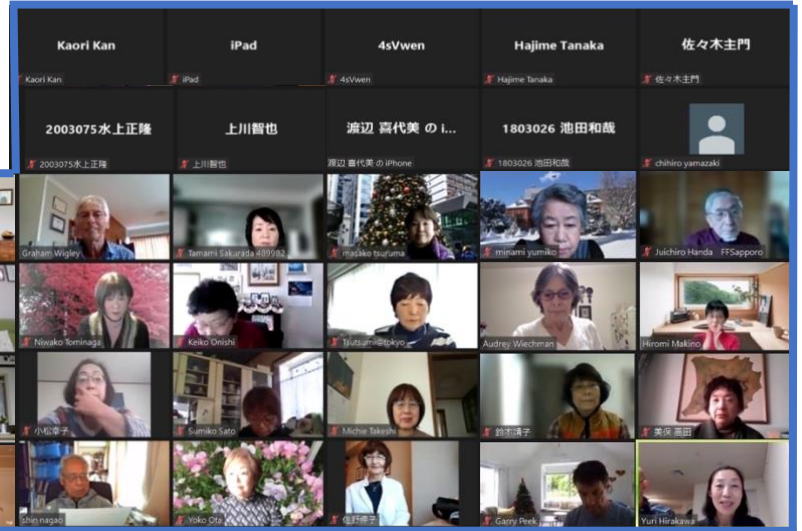 Kaori Kan
iPad
4sVwen
Hajime Tanaka
佐々木主門
Kaori Kan
iPad
4sVwen
Hajime Tanaka
佐々木主門
2003075水上正隆
上川智也
渡辺 喜代美 の i...
1803026 池田和哉
2003075水上正隆
上川智也
渡辺 喜代美 の iPhone
1803026 池田和哉
chihiro yamazaki
Graham Wigley
Tamami Sakurada 489982
masako tsuruma
minami yumiko
Juichiro Handa FFSapporo
Niwako Tominaga
Keiko Onishi
Tsutsumi@tokyo
Audrey Wiechman
Hiromi Makino
小松幸子
Sumiko Sato
Michie Takeshi
鈴木靖子
美保 高田
shin nagao
Yoko Ota
Garry Peek
Yuri Hirakawa